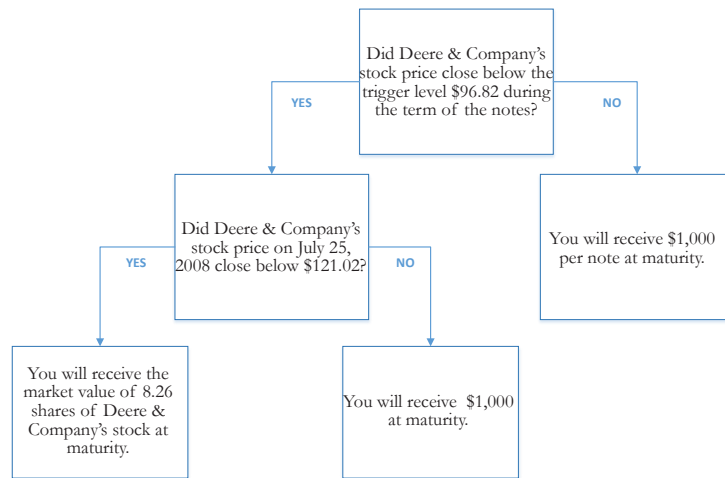 Did Deere & Company's
stock price close below the
trigger level $96.82 during
the term of the notes?
YES
NO
Did Deere & Company's
stock price on July 25,
2008 close below $121.02?
You will receive $1,000
per note at maturity.
YES
NO
You will receive the
market value of 8.26
shares of Deere &
Company's stock at
maturity.
You will receive $1,000
at maturity.